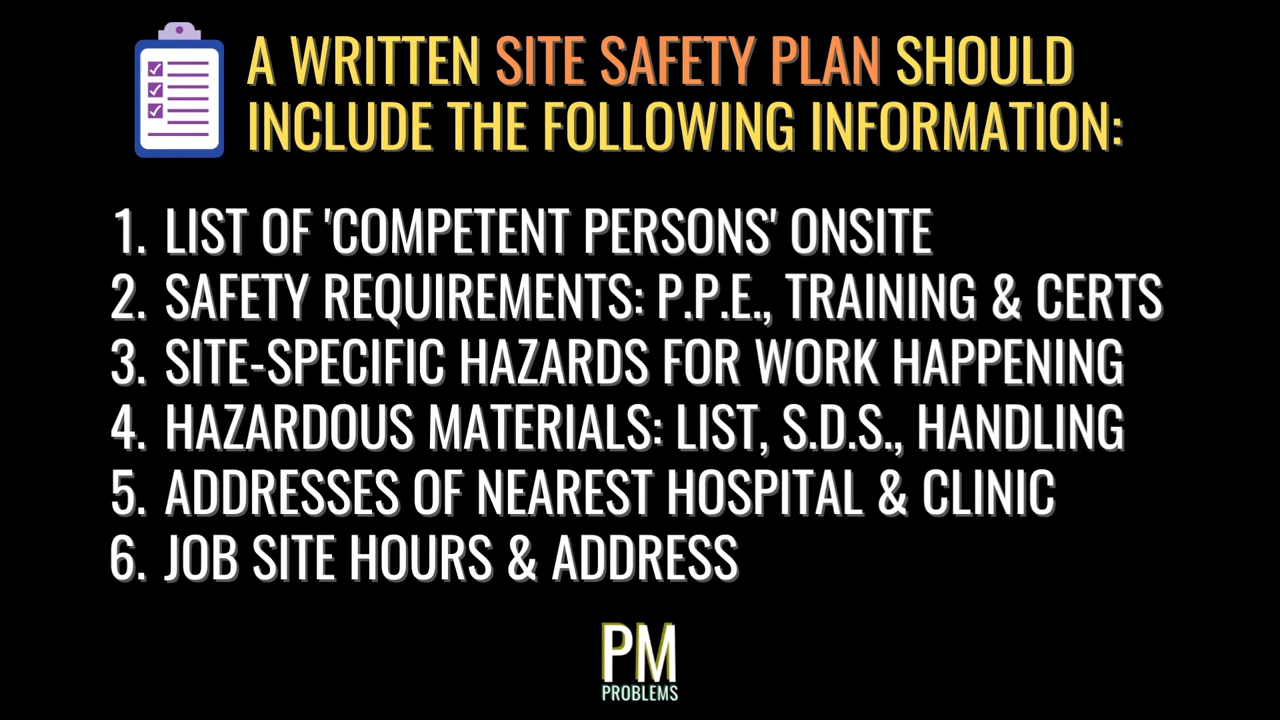 A WRITTEN SITE SAFETY PLAN SHOULD
INCLUDE THE FOLLOWING INFORMATION:
1. LIST OF 'COMPETENT PERSONS' ONSITE
2. SAFETY REQUIREMENTS: P.P.E., TRAINING & CERTS
3. SITE-SPECIFIC HAZARDS FOR WORK HAPPENING
4. HAZARDOUS MATERIALS: LIST, S.D.S., HANDLING
5. ADDRESSES OF NEAREST HOSPITAL & CLINIC
6. JOB SITE HOURS & ADDRESS
PM
PROBLEMS